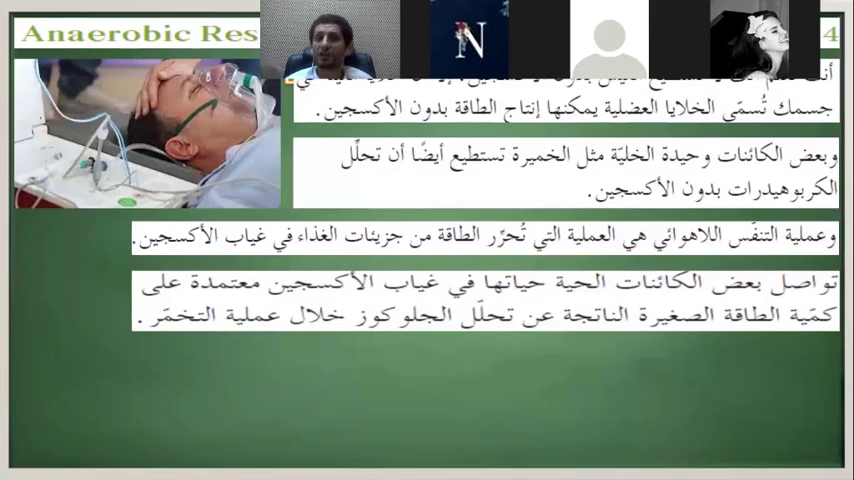 Anaerobic Res
4
N
جسمك تُسمّى الخلايا العضلية يمكنها إنتاج الطاقة بدون الأكسجين.
وبعض الكائنات وحيدة الخليّة مثل الخميرة تستطيع أيضًا أن تحلّل
الكربوهيدرات بدون الأكسجين.
وعملية التنفّس اللاهوائي هي العملية التي تُحرِّر الطاقة من جزيئات الغذاء في غياب الأكسجين.
تواصل بعض الكائنات الحية حياتها في غياب الأكسجين معتمدة على
كمّية الطاقة الصغيرة الناتجة عن تحلّل الجلوكوز خلال عملية التخمّر .